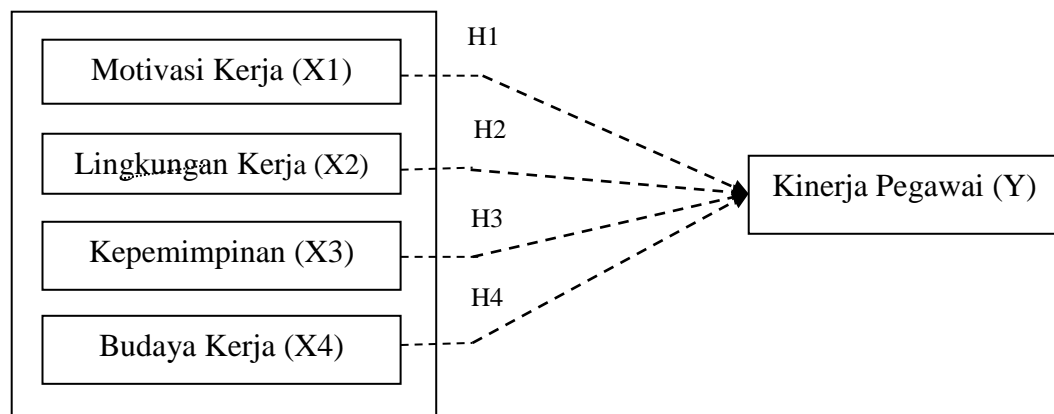 H1
Motivasi Kerja (X1)
H2
Lingkungan Kerja (X2)
Kinerja Pegawai (Y)
H3
Kepemimpinan (X3)
H4
Budaya Kerja (X4)